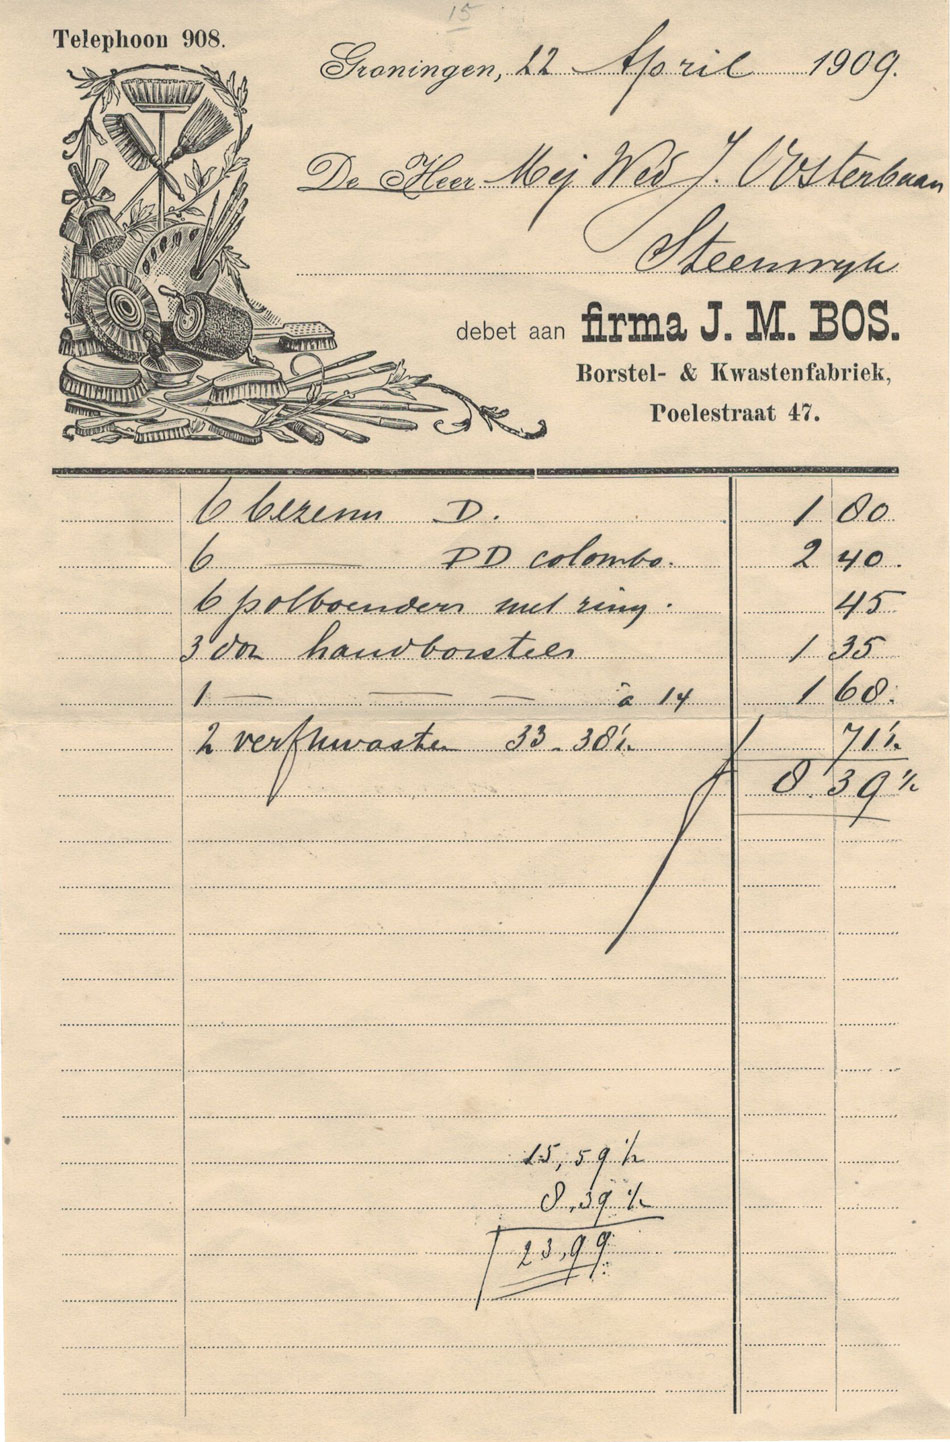 15
Telephoon 908.
Groningen, 22 April 1909.
De Heer Mej Wed J. Oosterbaan
Steenwyk
debet aan firma J. M. BOS.
Borstel- & Kwastenfabriek,
Poelestraat 47.
6 bezems D. 1 80
6 — PD colombo. 2 40.
6 polboenders met ring. 45
3 don handborstels 1 35
1 — — — à 14 1 68.
2 verfkwasten 33 - 38½ 71½
8.39½
15,59½
8,39½
23,99